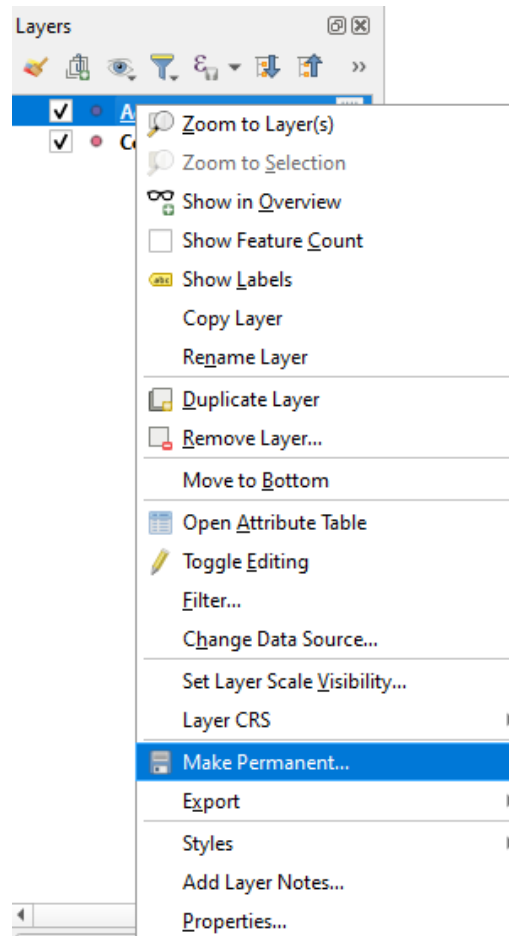 Layers
Zoom to Layer(s)
Zoom to Selection
Show in Overview
Show Feature Count
abc Show Labels
Copy Layer
Rename Layer
Duplicate Layer
Remove Layer...
Move to Bottom
Open Attribute Table
Toggle Editing
Filter...
Change Data Source...
Set Layer Scale Visibility...
Layer CRS
Make Permanent...
Export
Styles
Add Layer Notes...
Properties...